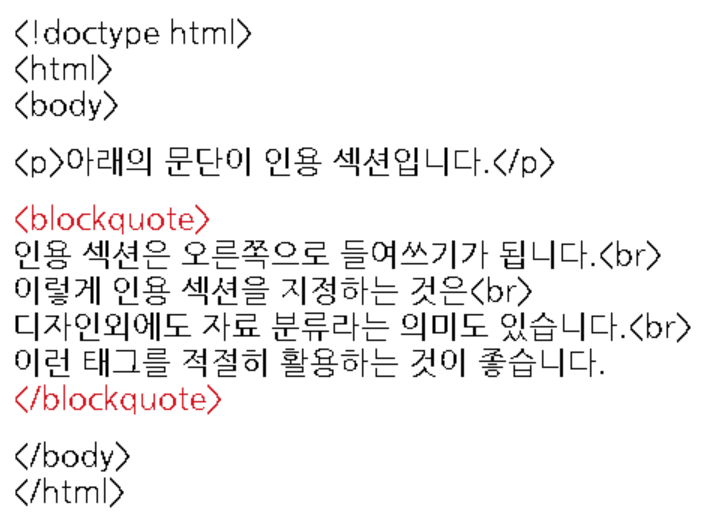 <!doctype html>
<html>
<body>
<p>아래의 문단이 인용 섹션입니다.</p>
<blockquote>
인용 섹션은 오른쪽으로 들여쓰기가 됩니다.<br>
이렇게 인용 섹션을 지정하는 것은<br>
디자인외에도 자료 분류라는 의미도 있습니다.<br>
이런 태그를 적절히 활용하는 것이 좋습니다.
</blockquote>
</body>
</html>